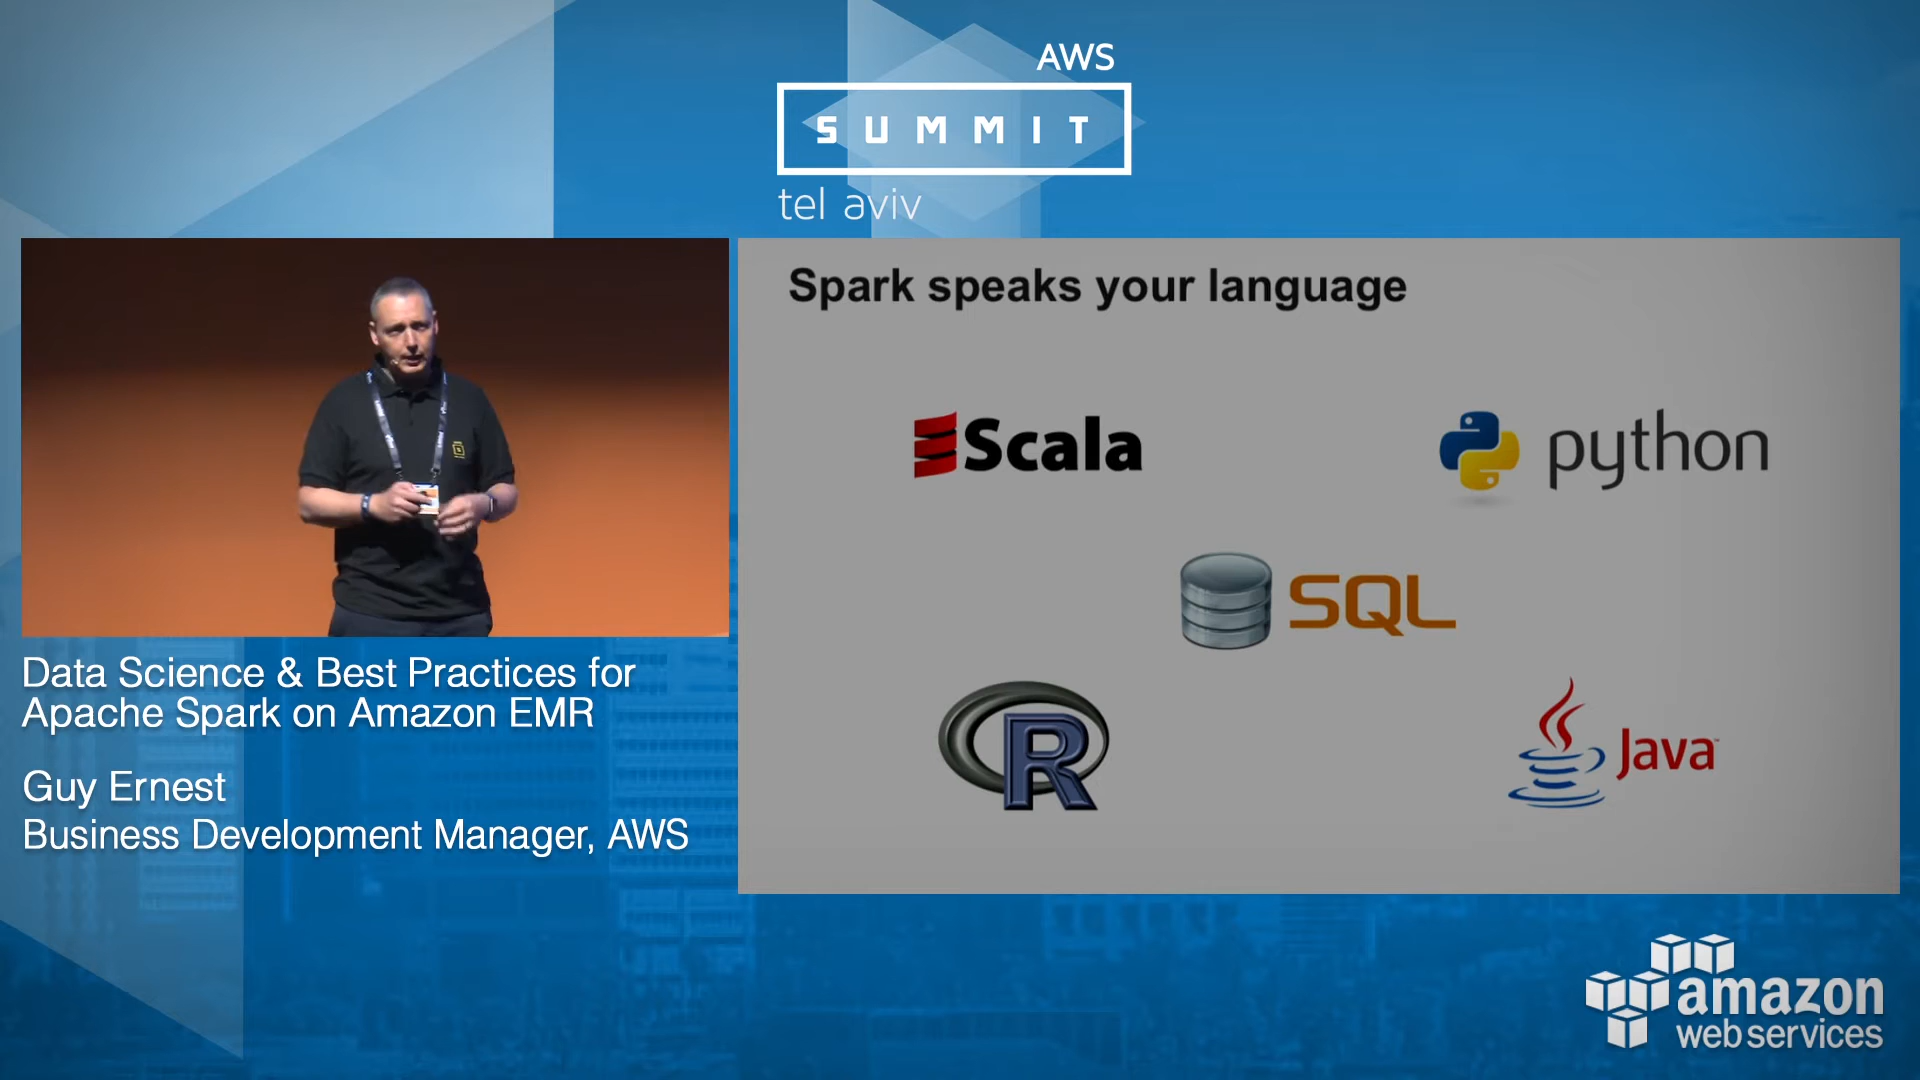 AWS
SUMMIT
tel aviv
Spark speaks your language
Scala
python
SQL
R
Java
Data Science & Best Practices for
Apache Spark on Amazon EMR
Guy Ernest
Business Development Manager, AWS
amazon
web services